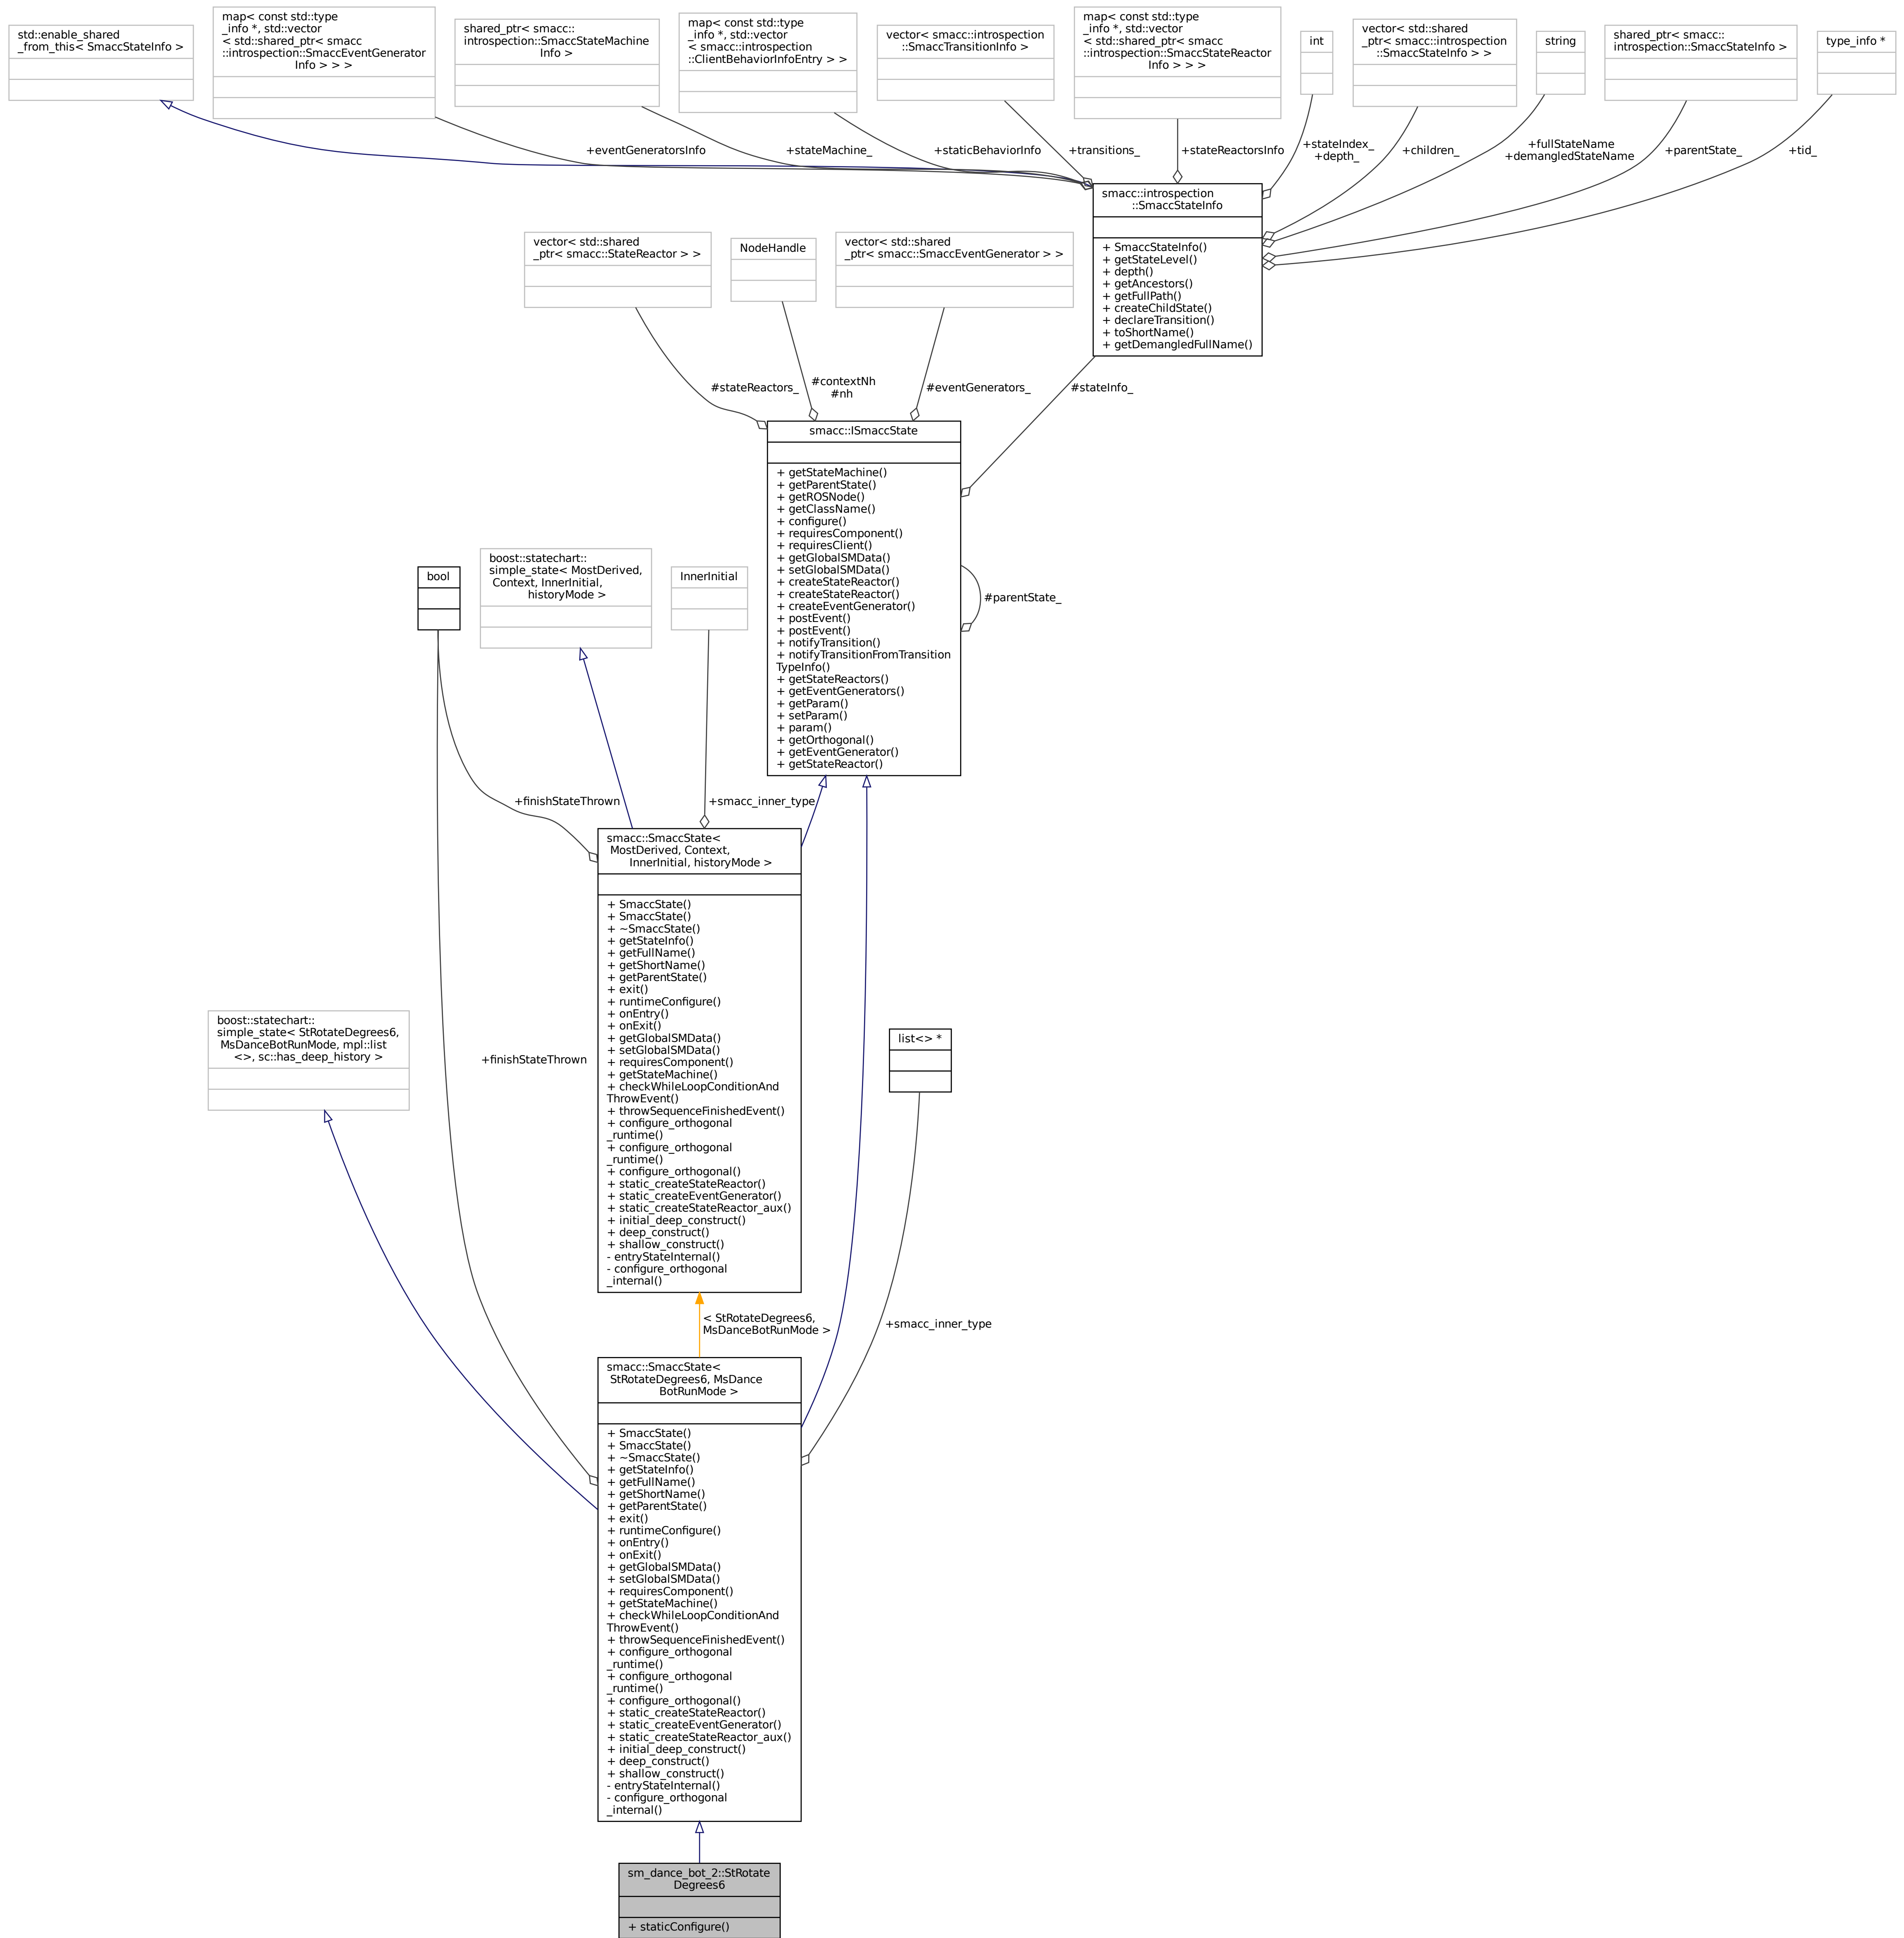 std::enable_shared
_from_this< SmaccStateInfo >
map< const std::type
_info *, std::vector
< std::shared_ptr< smacc
::introspection::SmaccEventGenerator
Info > > >
shared_ptr< smacc::
introspection::SmaccStateMachine
Info >
map< const std::type
_info *, std::vector
< smacc::introspection
::ClientBehaviorInfoEntry > >
vector< smacc::introspection
::SmaccTransitionInfo >
map< const std::type
_info *, std::vector
< std::shared_ptr< smacc
::introspection::SmaccStateReactor
Info > > >
int
vector< std::shared
_ptr< smacc::introspection
::SmaccStateInfo > >
string
shared_ptr< smacc::
introspection::SmaccStateInfo >
type_info *
+eventGeneratorsInfo
+stateMachine_
+staticBehaviorInfo
+transitions_
+stateReactorsInfo
+stateIndex_
+depth_
+children_
+fullStateName
+demangledStateName
+parentState_
+tid_
smacc::introspection
::SmaccStateInfo
+ SmaccStateInfo()
+ getStateLevel()
+ depth()
+ getAncestors()
+ getFullPath()
+ createChildState()
+ declareTransition()
+ toShortName()
+ getDemangledFullName()
vector< std::shared
_ptr< smacc::StateReactor > >
NodeHandle
vector< std::shared
_ptr< smacc::SmaccEventGenerator > >
#stateReactors_
#contextNh
#nh
#eventGenerators_
#stateInfo_
smacc::ISmaccState
+ getStateMachine()
+ getParentState()
+ getROSNode()
+ getClassName()
+ configure()
+ requiresComponent()
+ requiresClient()
+ getGlobalSMData()
+ setGlobalSMData()
+ createStateReactor()
+ createStateReactor()
+ createEventGenerator()
+ postEvent()
+ postEvent()
+ notifyTransition()
+ notifyTransitionFromTransition
TypeInfo()
+ getStateReactors()
+ getEventGenerators()
+ getParam()
+ setParam()
+ param()
+ getOrthogonal()
+ getEventGenerator()
+ getStateReactor()
#parentState_
bool
boost::statechart::
simple_state< MostDerived,
Context, InnerInitial,
historyMode >
InnerInitial
+finishStateThrown
+smacc_inner_type
smacc::SmaccState<
MostDerived, Context,
InnerInitial, historyMode >
+ SmaccState()
+ SmaccState()
+ ~SmaccState()
+ getStateInfo()
+ getFullName()
+ getShortName()
+ getParentState()
+ exit()
+ runtimeConfigure()
+ onEntry()
+ onExit()
+ getGlobalSMData()
+ setGlobalSMData()
+ requiresComponent()
+ getStateMachine()
+ checkWhileLoopConditionAnd
ThrowEvent()
+ throwSequenceFinishedEvent()
+ configure_orthogonal
_runtime()
+ configure_orthogonal
_runtime()
+ configure_orthogonal()
+ static_createStateReactor()
+ static_createEventGenerator()
+ static_createStateReactor_aux()
+ initial_deep_construct()
+ deep_construct()
+ shallow_construct()
- entryStateInternal()
- configure_orthogonal
_internal()
boost::statechart::
simple_state< StRotateDegrees6,
MsDanceBotRunMode, mpl::list
<>, sc::has_deep_history >
+finishStateThrown
list<> *
< StRotateDegrees6,
MsDanceBotRunMode >
+smacc_inner_type
smacc::SmaccState<
StRotateDegrees6, MsDance
BotRunMode >
+ SmaccState()
+ SmaccState()
+ ~SmaccState()
+ getStateInfo()
+ getFullName()
+ getShortName()
+ getParentState()
+ exit()
+ runtimeConfigure()
+ onEntry()
+ onExit()
+ getGlobalSMData()
+ setGlobalSMData()
+ requiresComponent()
+ getStateMachine()
+ checkWhileLoopConditionAnd
ThrowEvent()
+ throwSequenceFinishedEvent()
+ configure_orthogonal
_runtime()
+ configure_orthogonal
_runtime()
+ configure_orthogonal()
+ static_createStateReactor()
+ static_createEventGenerator()
+ static_createStateReactor_aux()
+ initial_deep_construct()
+ deep_construct()
+ shallow_construct()
- entryStateInternal()
- configure_orthogonal
_internal()
sm_dance_bot_2::StRotate
Degrees6
+ staticConfigure()